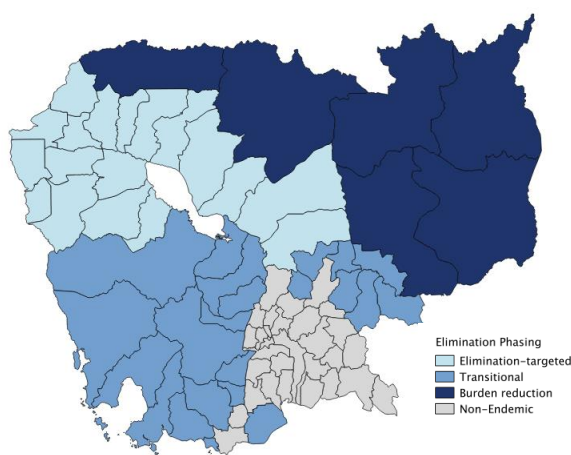 Elimination Phasing
Elimination-targeted
Transitional
Burden reduction
Non-Endemic